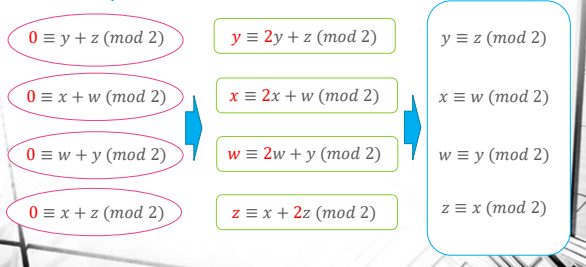 0 ≡ y + z (mod 2) y ≡ 2y + z (mod 2) y ≡ z (mod 2)
0 ≡ x + w (mod 2) x ≡ 2x + w (mod 2) x ≡ w (mod 2)
0 ≡ w + y (mod 2) w ≡ 2w + y (mod 2) w ≡ y (mod 2)
0 ≡ x + z (mod 2) z ≡ x + 2z (mod 2) z ≡ x (mod 2)